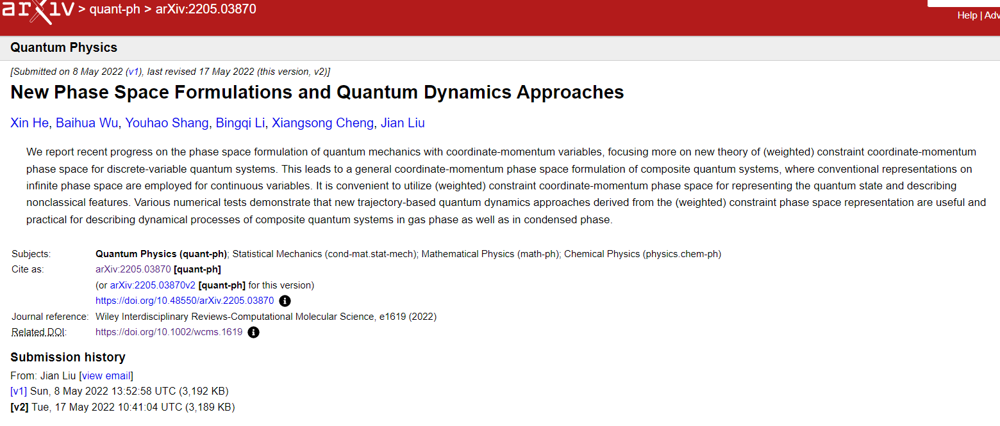 arXiv > quant-ph > arXiv:2205.03870
Help | Adv
Quantum Physics
[Submitted on 8 May 2022 (v1), last revised 17 May 2022 (this version, v2)]
New Phase Space Formulations and Quantum Dynamics Approaches
Xin He, Baihua Wu, Youhao Shang, Bingqi Li, Xiangsong Cheng, Jian Liu
We report recent progress on the phase space formulation of quantum mechanics with coordinate-momentum variables, focusing more on new theory of (weighted) constraint coordinate-momentum
phase space for discrete-variable quantum systems. This leads to a general coordinate-momentum phase space formulation of composite quantum systems, where conventional representations on
infinite phase space are employed for continuous variables. It is convenient to utilize (weighted) constraint coordinate-momentum phase space for representing the quantum state and describing
nonclassical features. Various numerical tests demonstrate that new trajectory-based quantum dynamics approaches derived from the (weighted) constraint phase space representation are useful and
practical for describing dynamical processes of composite quantum systems in gas phase as well as in condensed phase.
Subjects: Quantum Physics (quant-ph); Statistical Mechanics (cond-mat.stat-mech); Mathematical Physics (math-ph); Chemical Physics (physics.chem-ph)
Cite as: arXiv:2205.03870 [quant-ph]
(or arXiv:2205.03870v2 [quant-ph] for this version)
https://doi.org/10.48550/arXiv.2205.03870
Journal reference: Wiley Interdisciplinary Reviews-Computational Molecular Science, e1619 (2022)
Related DOI: https://doi.org/10.1002/wcms.1619
Submission history
From: Jian Liu [view email]
[v1] Sun, 8 May 2022 13:52:58 UTC (3,192 KB)
[v2] Tue, 17 May 2022 10:41:04 UTC (3,189 KB)